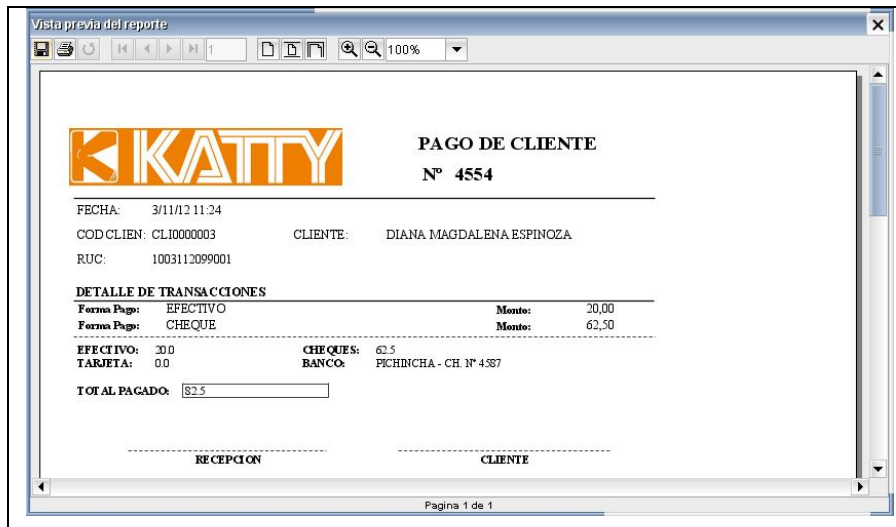 Vista previa del reporte
1 100%
KATTY
PAGO DE CLIENTE
Nº 4554
FECHA: 3/11/12 11:24
COD CLIEN: CLI0000003 CLIENTE: DIANA MAGDALENA ESPINOZA
RUC: 1003112099001
DETALLE DE TRANSACCIONES
Forma Pago: EFECTIVO Monto: 20,00
Forma Pago: CHEQUE Monto: 62,50
EFECTIVO: 20.0 CHEQUES: 62.5
TARJETA: 0.0 BANCO: PICHINCHA - CH. Nº 4587
TOTAL PAGADO: 82.5
RECEPCION CLIENTE
Pagina 1 de 1